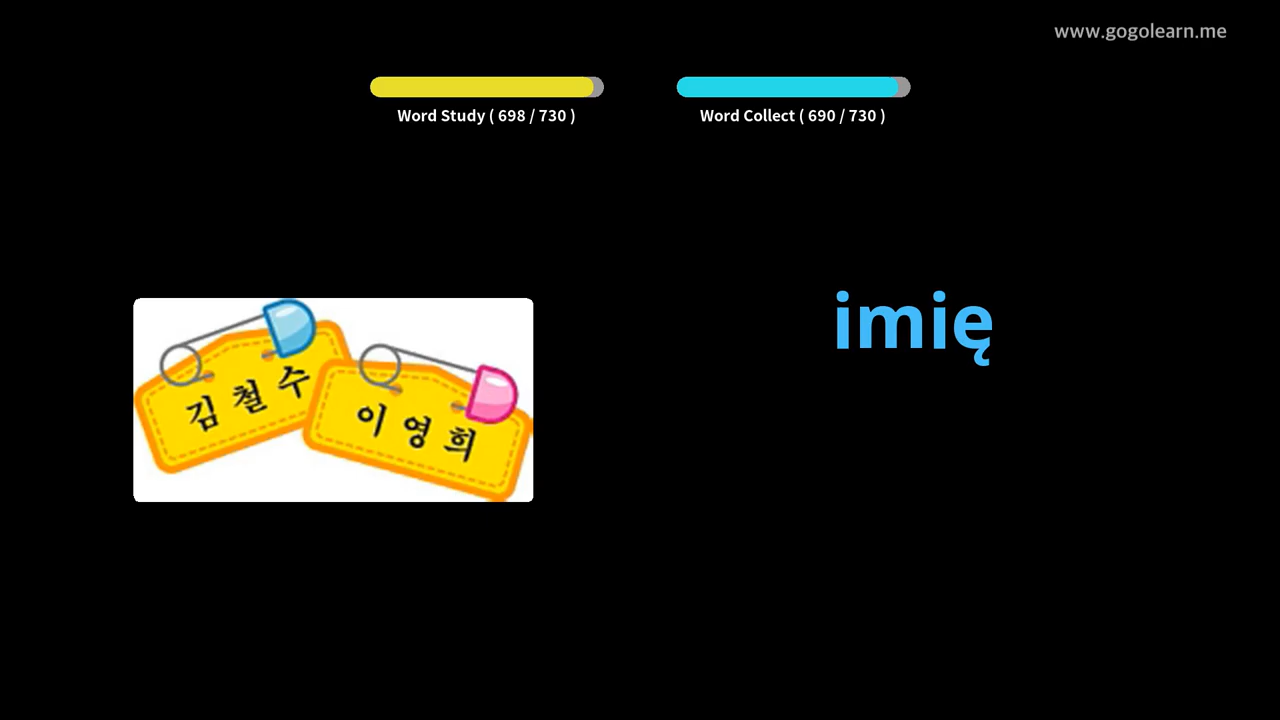 www.gogolearn.me
Word Study ( 698 / 730 )
Word Collect ( 690 / 730 )
imię
김철수
이영희